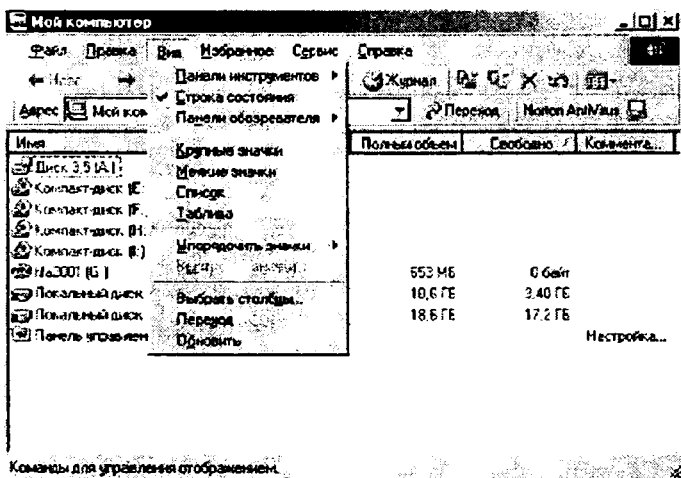 Мой компьютер
Файл Правка Вид Избранное Сервис Справка
Назад Журнал
Адрес Мой ком Переход Norton AntiVirus
Панели инструментов
Строка состояния
Панели обозревателя
Крупные значки
Мелкие значки
Список
Таблица
Упорядочить значки
Выбрать столбцы...
Переход
Обновить
Имя Полный объем Свободно Коммента...
Диск 3,5 (A:)
Компакт-диск (E:
Компакт-диск (F:
Компакт-диск (H:
Компакт-диск (I:)
653 МБ 0 байт
Локальный диск 10,6 ГБ 3,40 ГБ
Локальный диск 18,6 ГБ 17,2 ГБ
Панель управлен Настройка...
Команды для управления отображением.